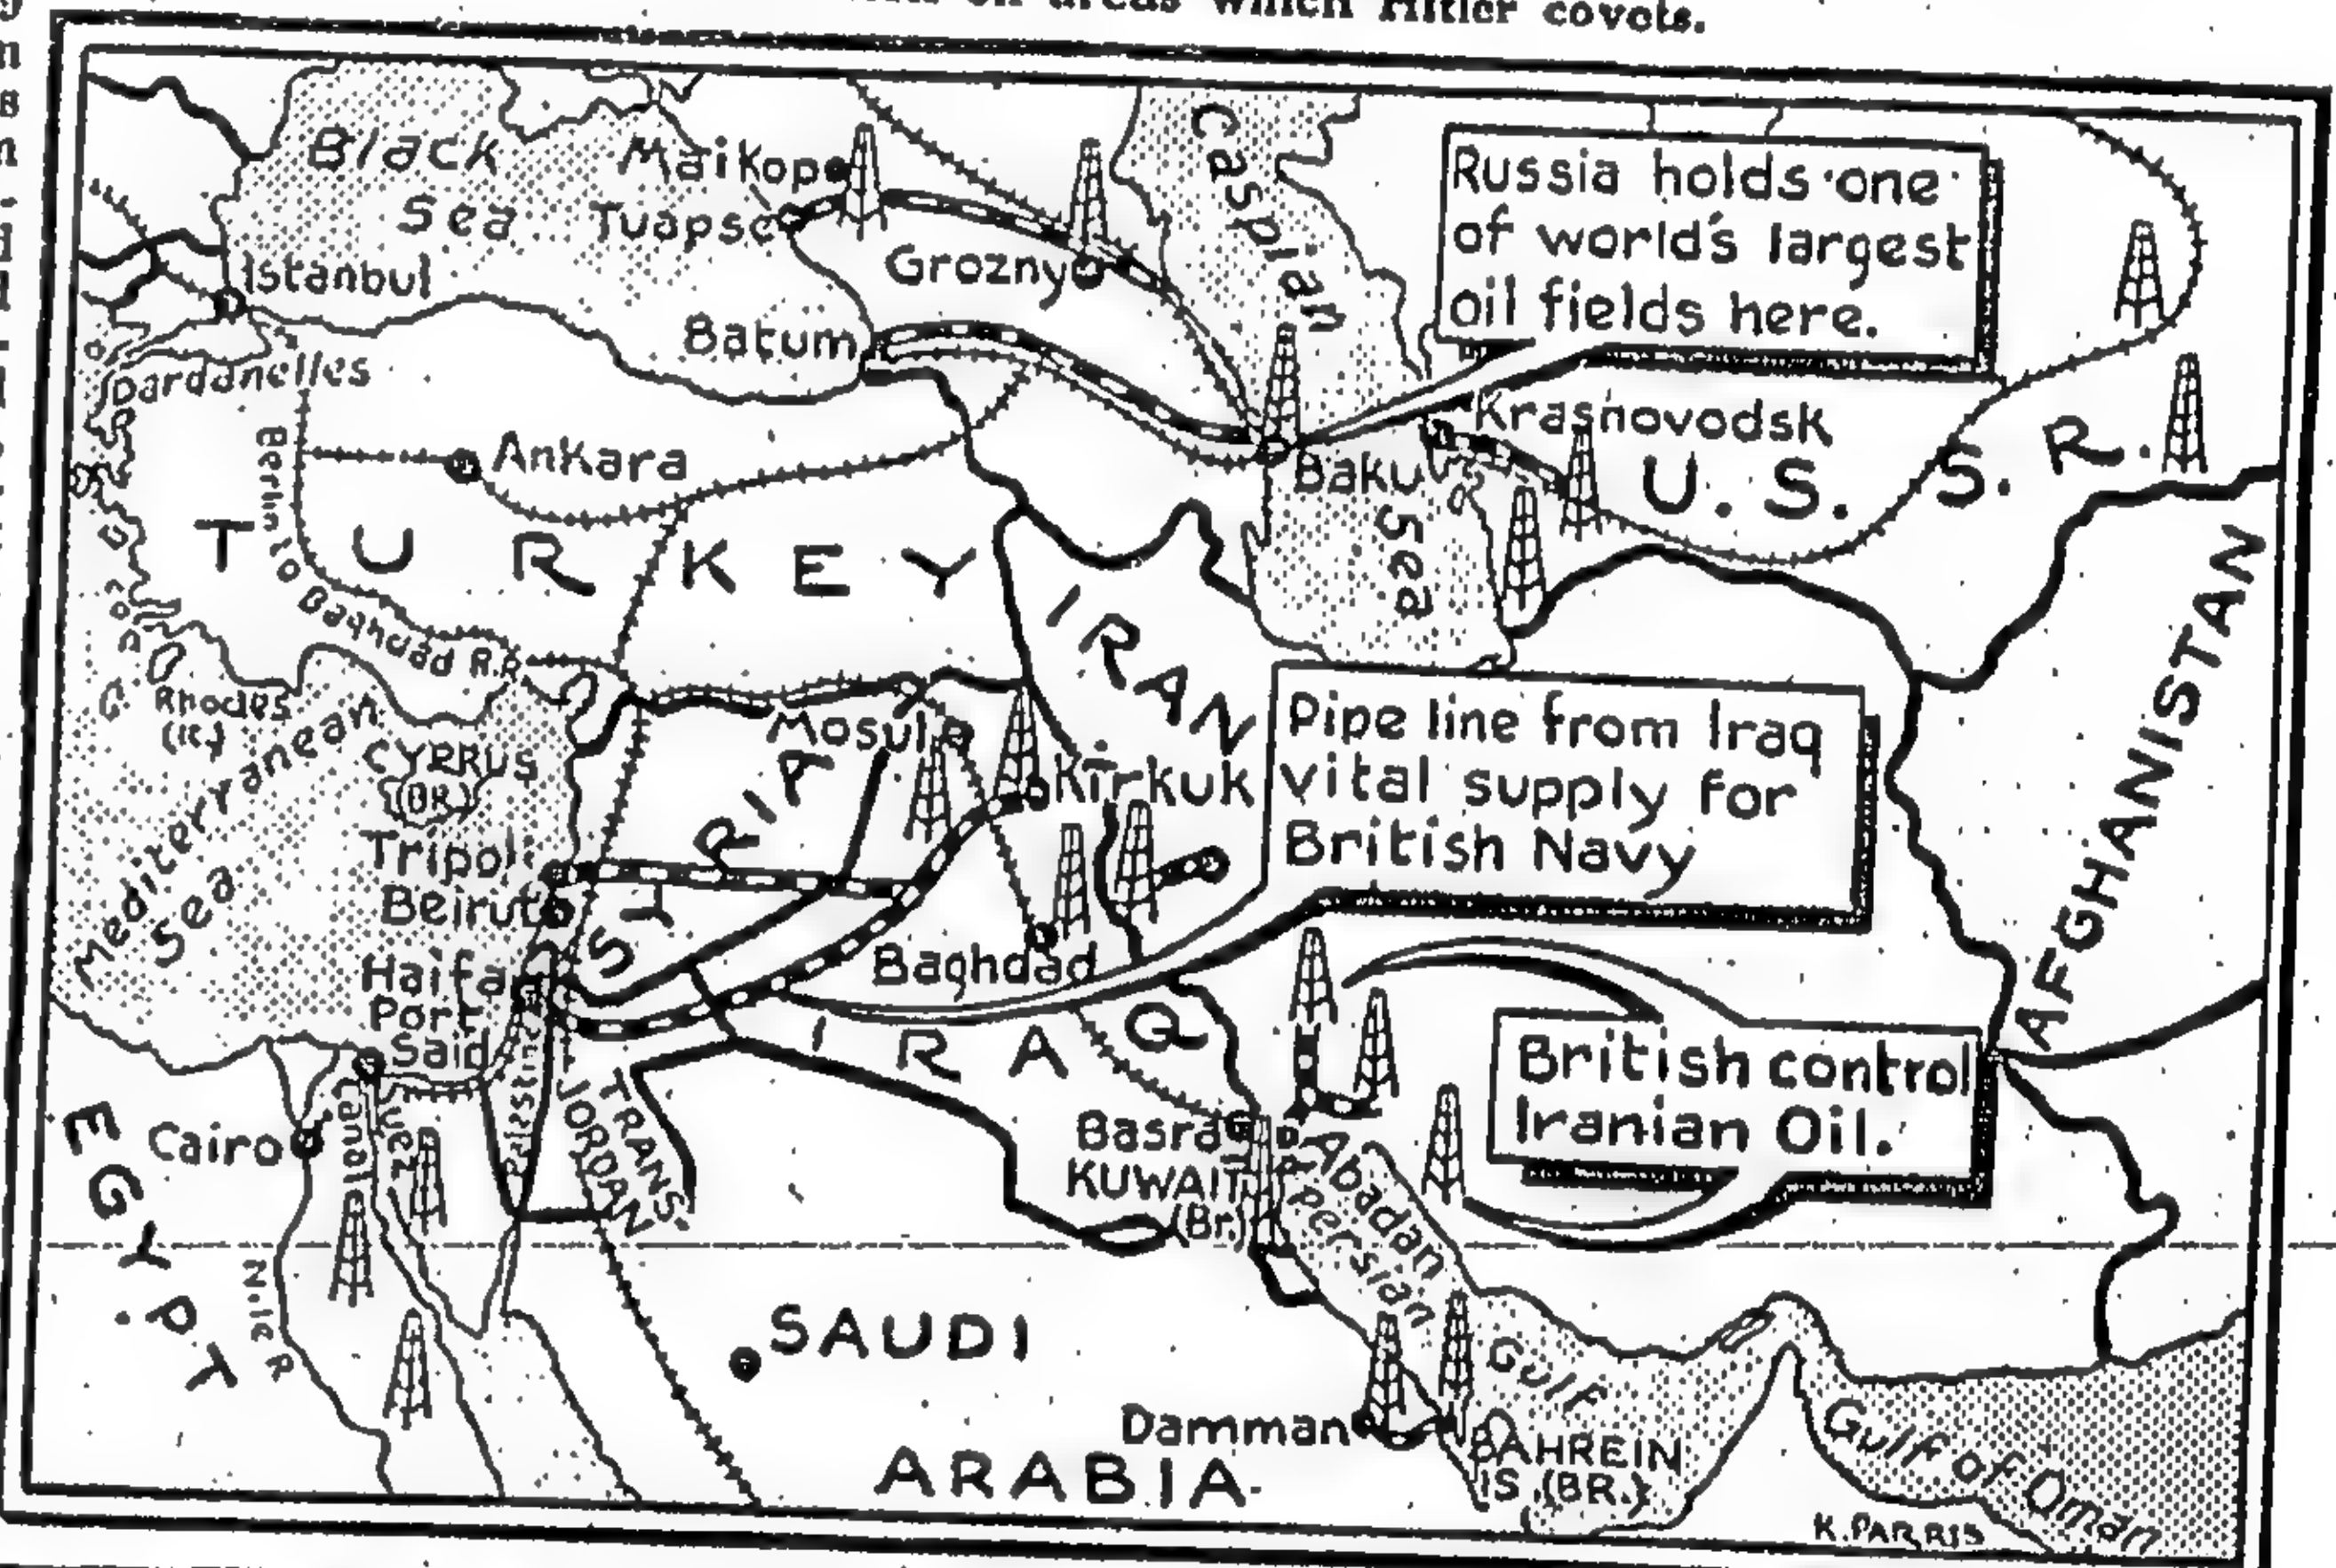 areas which Hitler covets.
Black
Sea
Maikop
Tuapse
Caspian
Sea
Russia holds one
of world's largest
oil fields here.
Istanbul
Grozny
Batum
Dardanelles
Krasnovodsk
Ankara
Baku
U. S. S. R.
Berlin to Baghdad R.
TURKEY
IRAN
AFGHANISTAN
Rhodes
(It.)
Mediterranean
Sea
CYPRUS
(BR.)
Mosul
Kirkuk
Pipe line from Iraq
vital supply for
British Navy
SYRIA
Tripoli
Beirut
Haifa
Port
Said
Baghdad
IRAQ
British control
Iranian Oil.
Palestine
TRANS-
JORDAN
EGYPT
Cairo
Suez
Canal
Nile R.
Basra
KUWAIT
(Br.)
Abadan
Persian
Gulf
SAUDI
ARABIA
Damman
BAHREIN
IS. (BR.)
Gulf of Oman
K. PARRIS